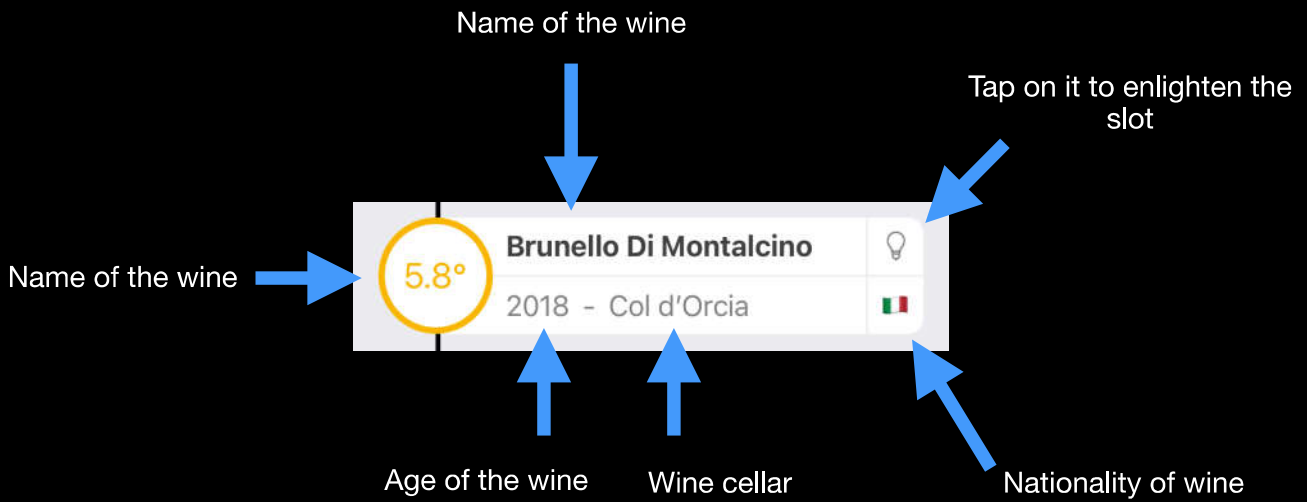 Name of the wine
Tap on it to enlighten the
slot
Brunello Di Montalcino
Name of the wine
5.8°
2018 - Col d'Orcia
Age of the wine
Wine cellar
Nationality of wine